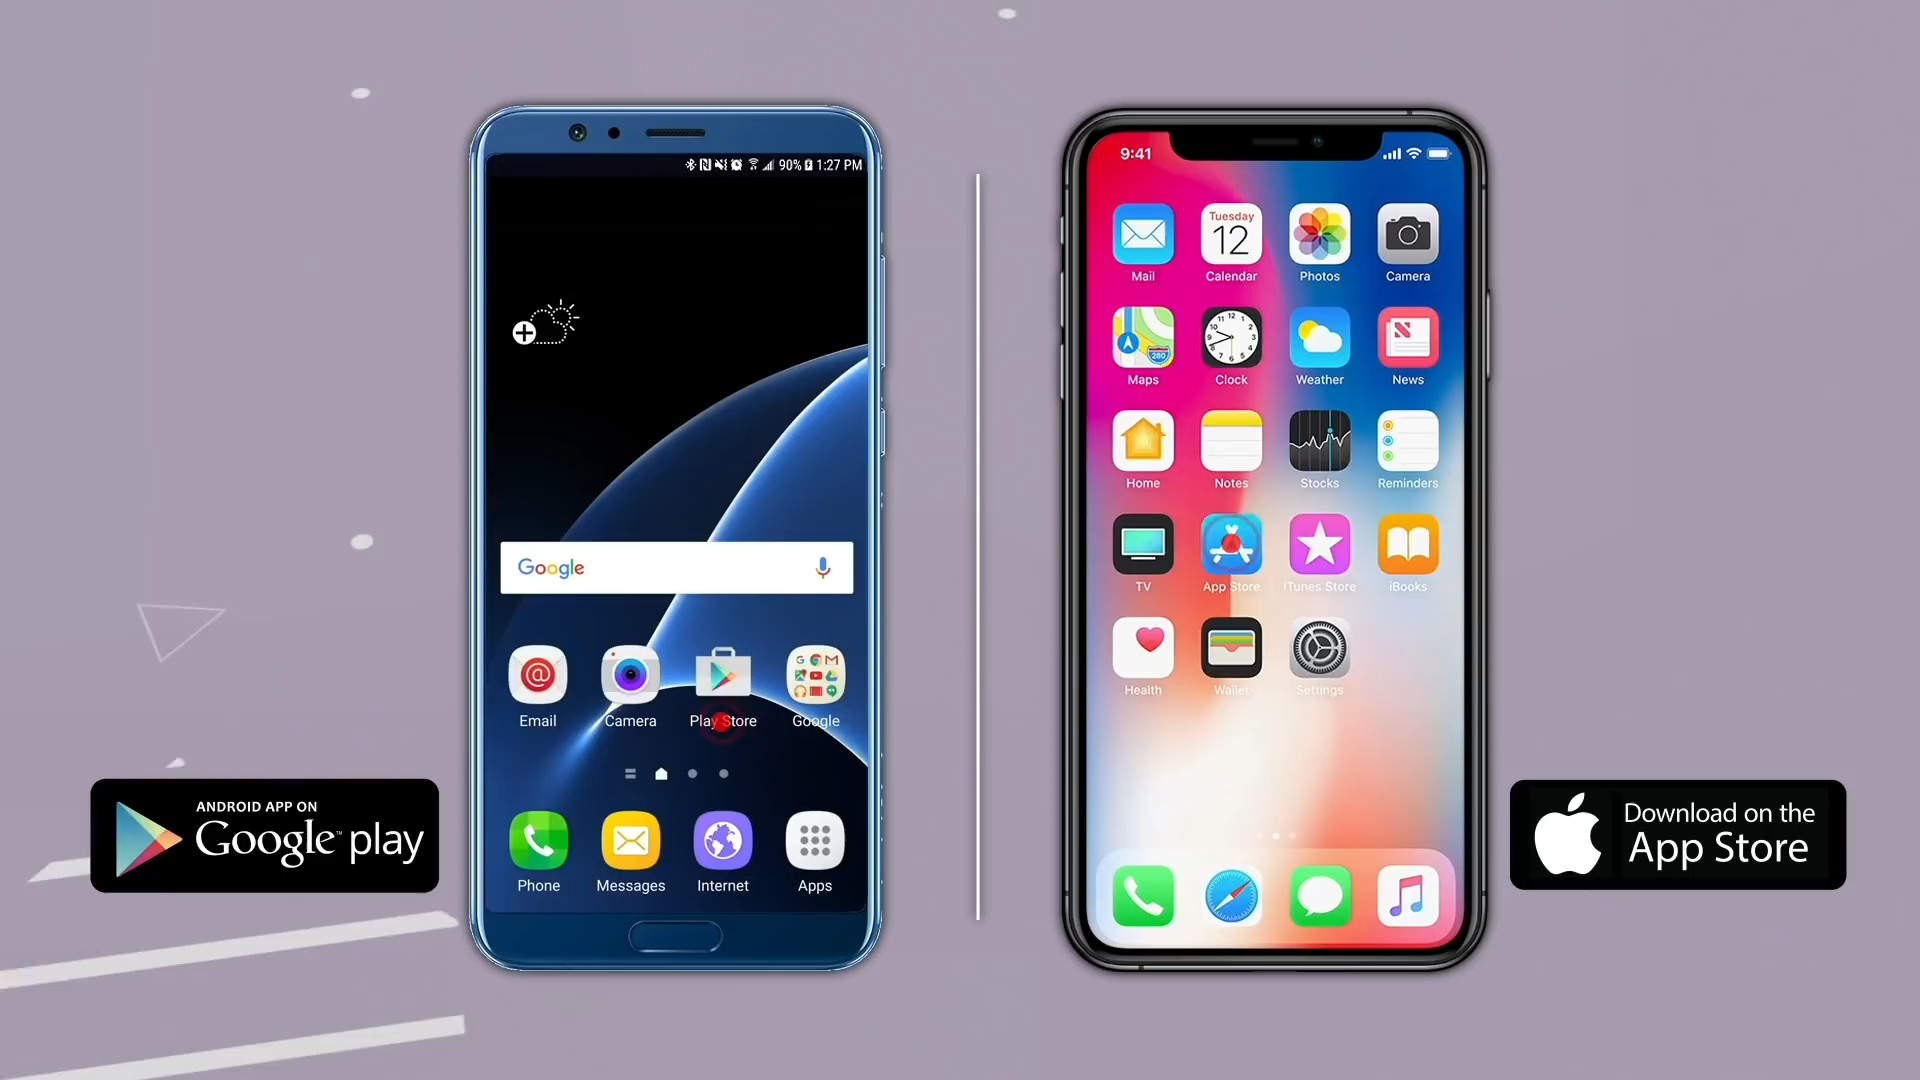 90% 1:27 PM
Google
Email
Camera
Play Store
Google
Phone
Messages
Internet
Apps
ANDROID APP ON
Google™ play
9:41
Tuesday
12
Mail
Calendar
Photos
Camera
280
Maps
Clock
Weather
News
Home
Notes
Stocks
Reminders
TV
App Store
iTunes Store
iBooks
Health
Wallet
Settings
Download on the
App Store